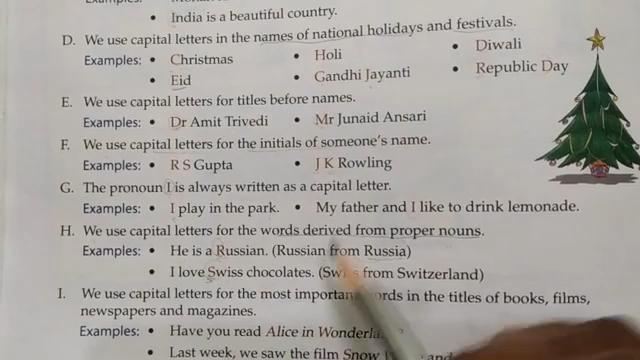 • India is a beautiful country.
D. We use capital letters in the names of national holidays and festivals.
Examples: • Christmas • Holi • Diwali
• Eid • Gandhi Jayanti • Republic Day
E. We use capital letters for titles before names.
Examples: • Dr Amit Trivedi • Mr Junaid Ansari
F. We use capital letters for the initials of someone's name.
Examples: • R S Gupta • J K Rowling
G. The pronoun I is always written as a capital letter.
Examples: • I play in the park. • My father and I like to drink lemonade.
H. We use capital letters for the words derived from proper nouns.
Examples: • He is a Russian. (Russian from Russia)
• I love Swiss chocolates. (Swiss from Switzerland)
I. We use capital letters for the most important words in the titles of books, films,
newspapers and magazines.
Examples: • Have you read Alice in Wonderland?
• Last week, we saw the film Snow and